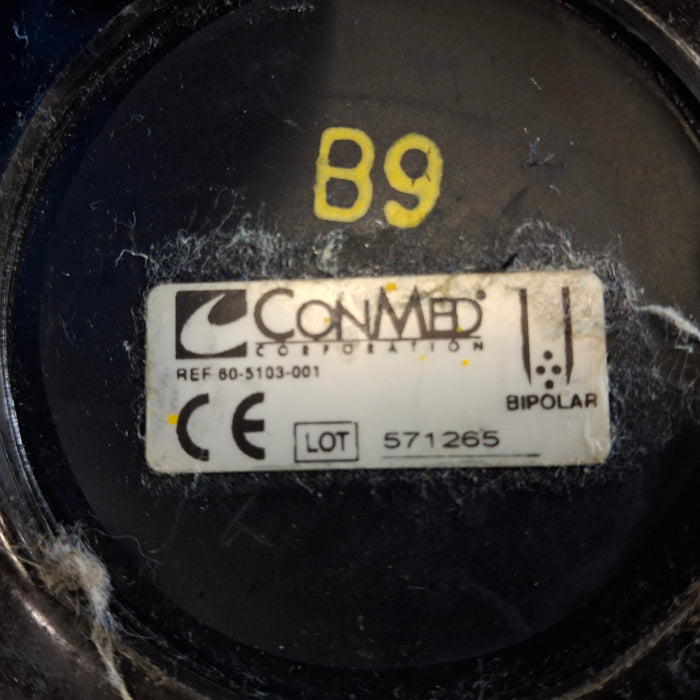 B9
CONMED®
CORPORATION
REF 60-5103-001
BIPOLAR
CE
LOT 571265